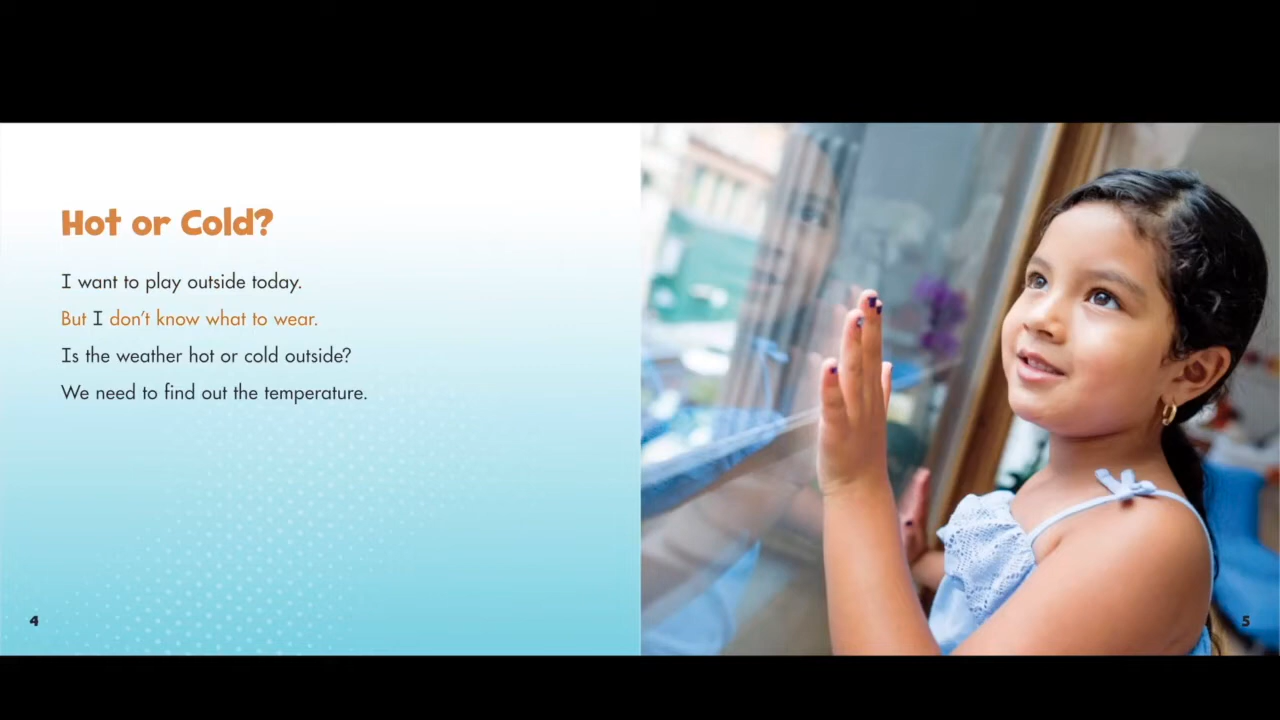 Hot or Cold?
I want to play outside today.
But I don't know what to wear.
Is the weather hot or cold outside?
We need to find out the temperature.
4
5